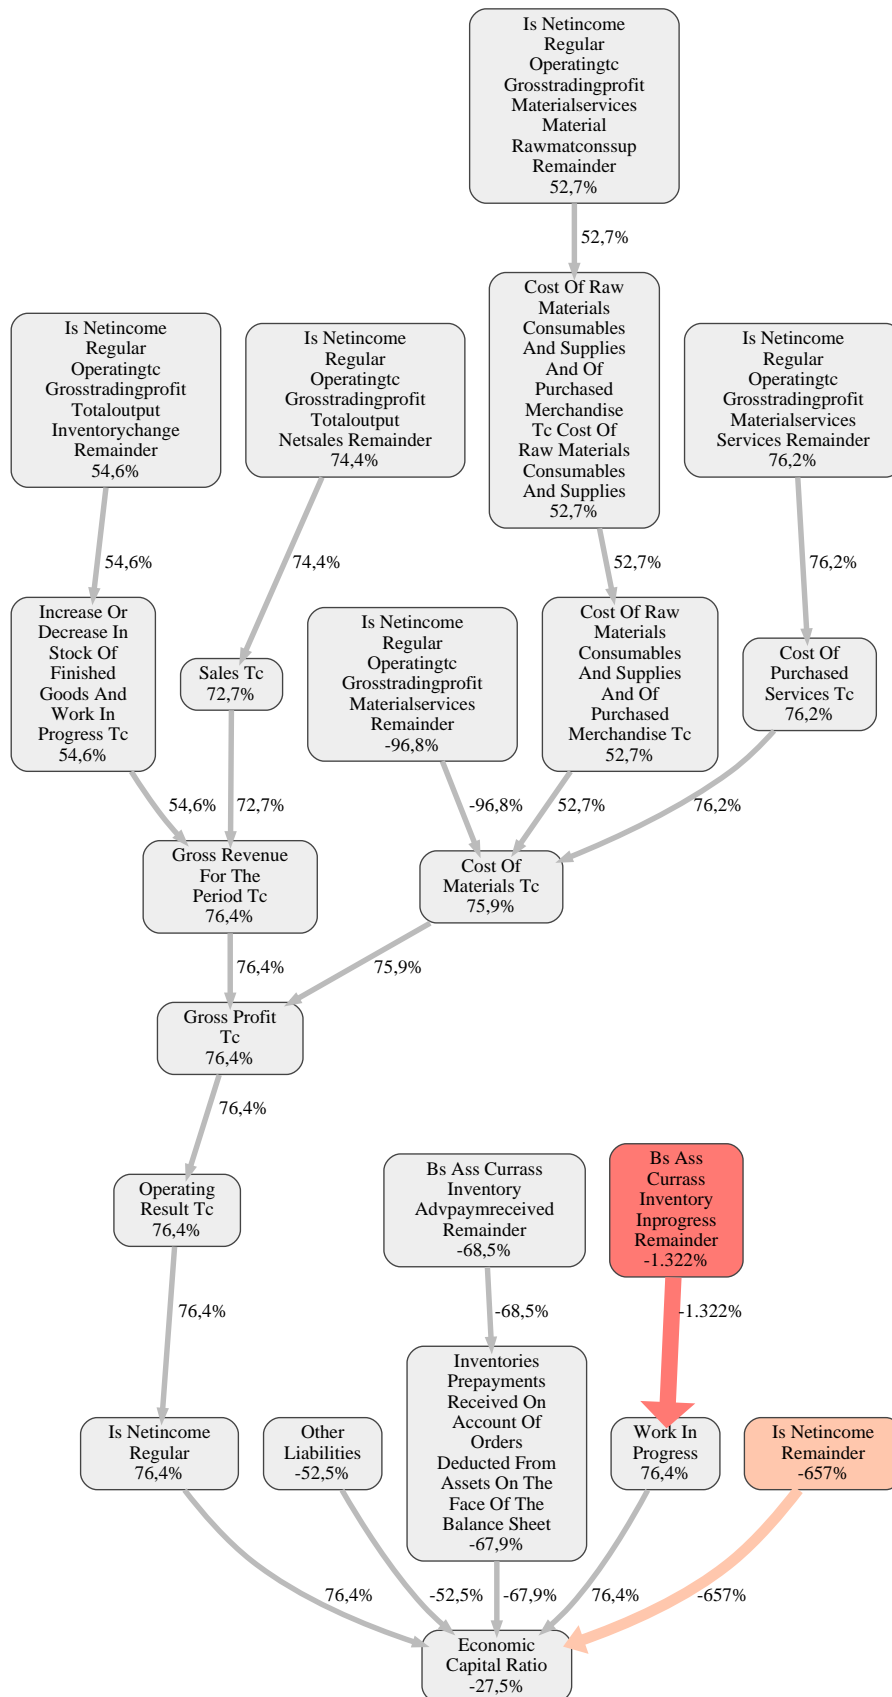 Is Netincome
Regular
Operatingtc
Grosstradingprofit
Materialservices
Material
Rawmatconssup
Remainder
52,7%
52,7%
Cost Of Raw
Materials
Consumables
And Supplies
And Of
Purchased
Merchandise
Tc Cost Of
Raw Materials
Consumables
And Supplies
52,7%
Is Netincome
Regular
Operatingtc
Grosstradingprofit
Totaloutput
Inventorychange
Remainder
54,6%
Is Netincome
Regular
Operatingtc
Grosstradingprofit
Totaloutput
Netsales Remainder
74,4%
Is Netincome
Regular
Operatingtc
Grosstradingprofit
Materialservices
Services Remainder
76,2%
54,6%
74,4%
52,7%
76,2%
Increase Or
Decrease In
Stock Of
Finished
Goods And
Work In
Progress Tc
54,6%
Sales Tc
72,7%
Is Netincome
Regular
Operatingtc
Grosstradingprofit
Materialservices
Remainder
-96,8%
Cost Of Raw
Materials
Consumables
And Supplies
And Of
Purchased
Merchandise Tc
52,7%
Cost Of
Purchased
Services Tc
76,2%
54,6%
72,7%
-96,8%
52,7%
76,2%
Gross Revenue
For The
Period Tc
76,4%
Cost Of
Materials Tc
75,9%
76,4%
75,9%
Gross Profit
Tc
76,4%
76,4%
Operating
Result Tc
76,4%
Bs Ass Currass
Inventory
Advpaymreceived
Remainder
-68,5%
Bs Ass
Currass
Inventory
Inprogress
Remainder
-1.322%
76,4%
-68,5%
-1.322%
Is Netincome
Regular
76,4%
Other
Liabilities
-52,5%
Inventories
Prepayments
Received On
Account Of
Orders
Deducted From
Assets On The
Face Of The
Balance Sheet
-67,9%
Work In
Progress
76,4%
Is Netincome
Remainder
-657%
76,4%
-52,5%
-67,9%
76,4%
-657%
Economic
Capital Ratio
-27,5%